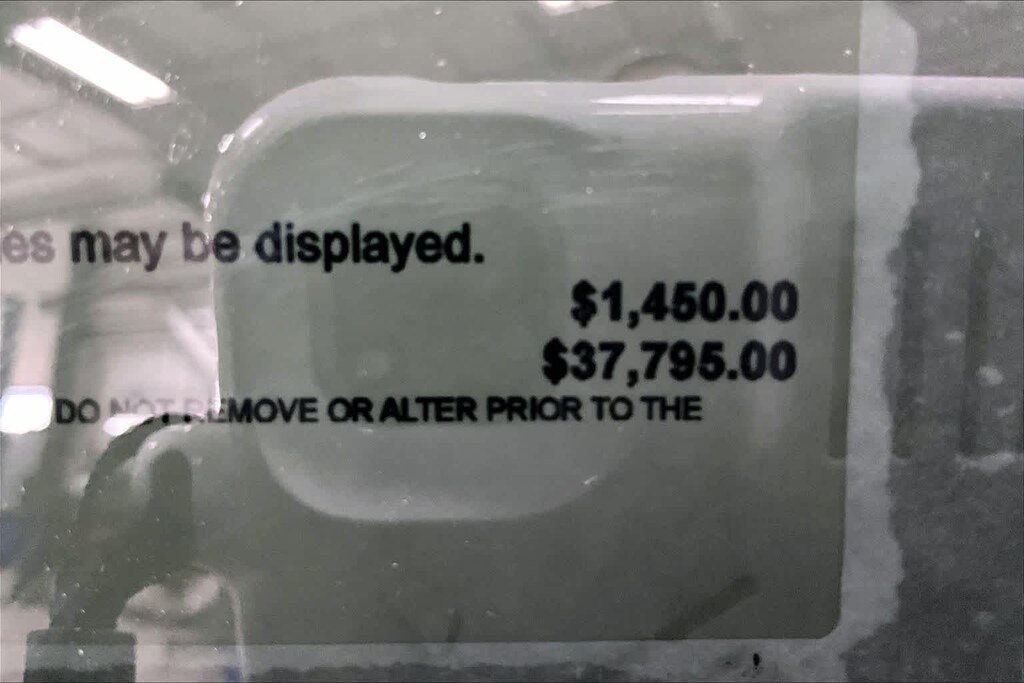 es may be displayed.
$1,450.00
$37,795.00
DO NOT REMOVE OR ALTER PRIOR TO THE